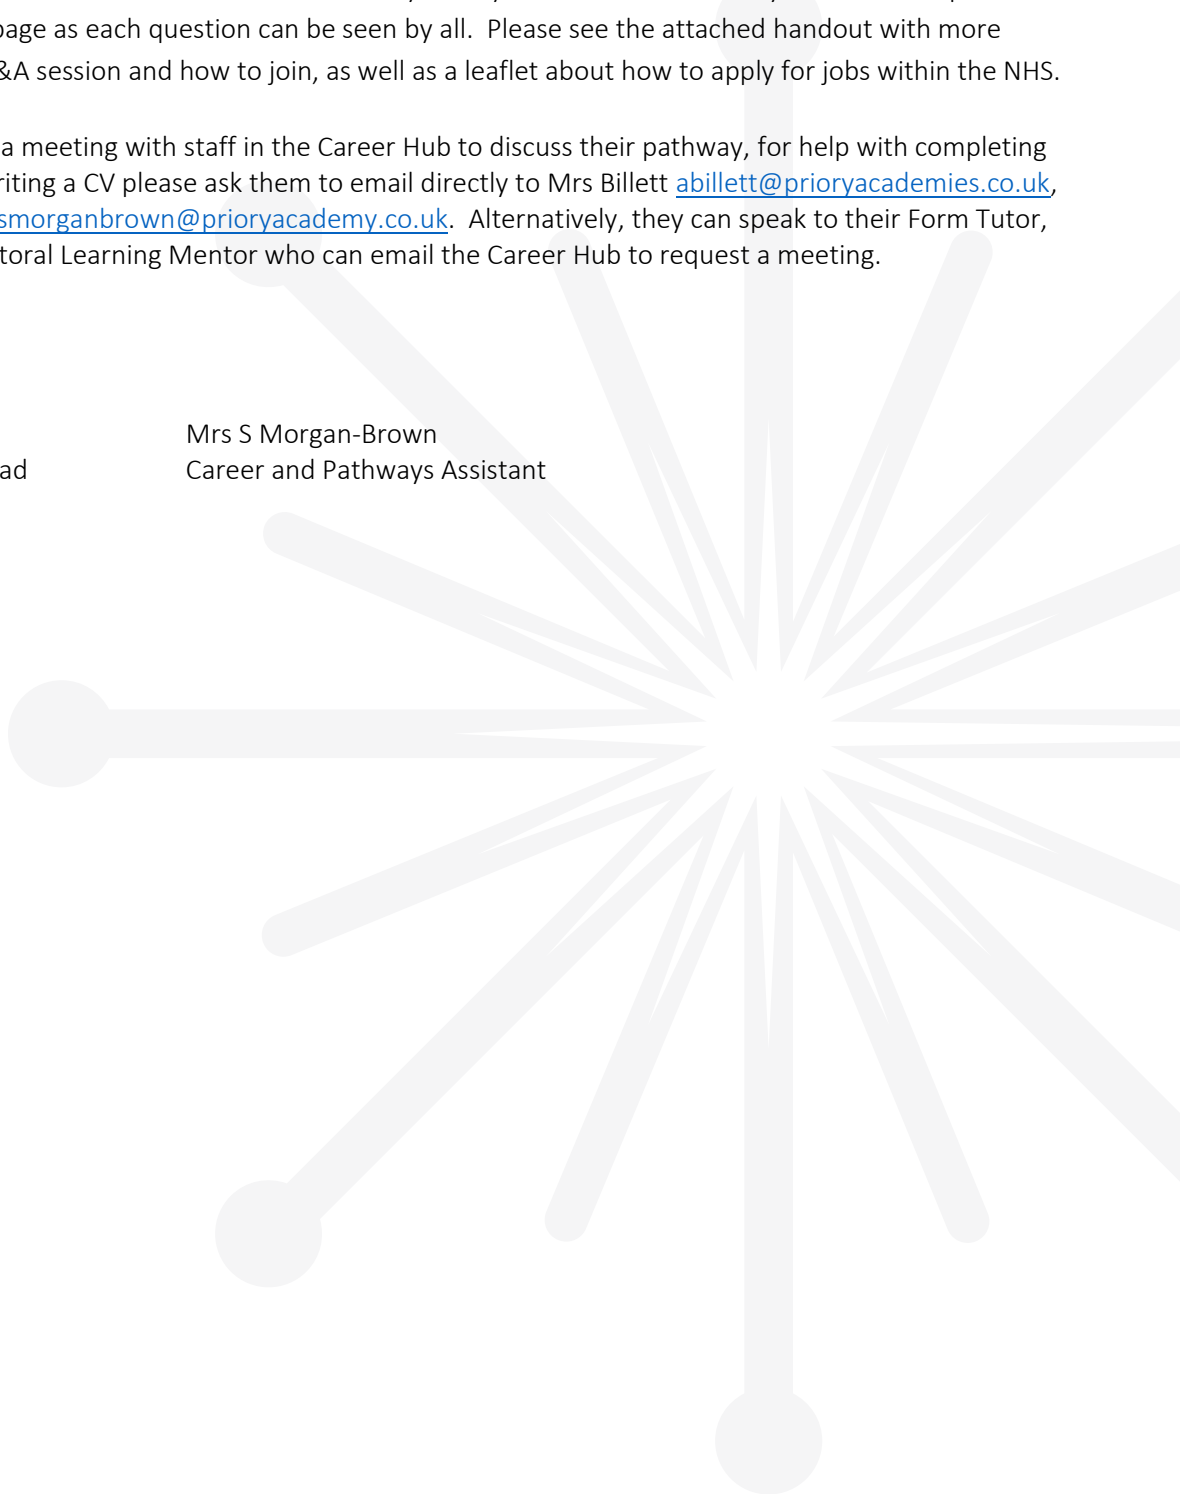 page as each question can be seen by all.  Please see the attached handout with more
&A session and how to join, as well as a leaflet about how to apply for jobs within the NHS.
a meeting with staff in the Career Hub to discuss their pathway, for help with completing
riting a CV please ask them to email directly to Mrs Billett abillett@prioryacademies.co.uk,
smorganbrown@prioryacademy.co.uk.  Alternatively, they can speak to their Form Tutor,
toral Learning Mentor who can email the Career Hub to request a meeting.
Mrs S Morgan-Brown
ad Career and Pathways Assistant